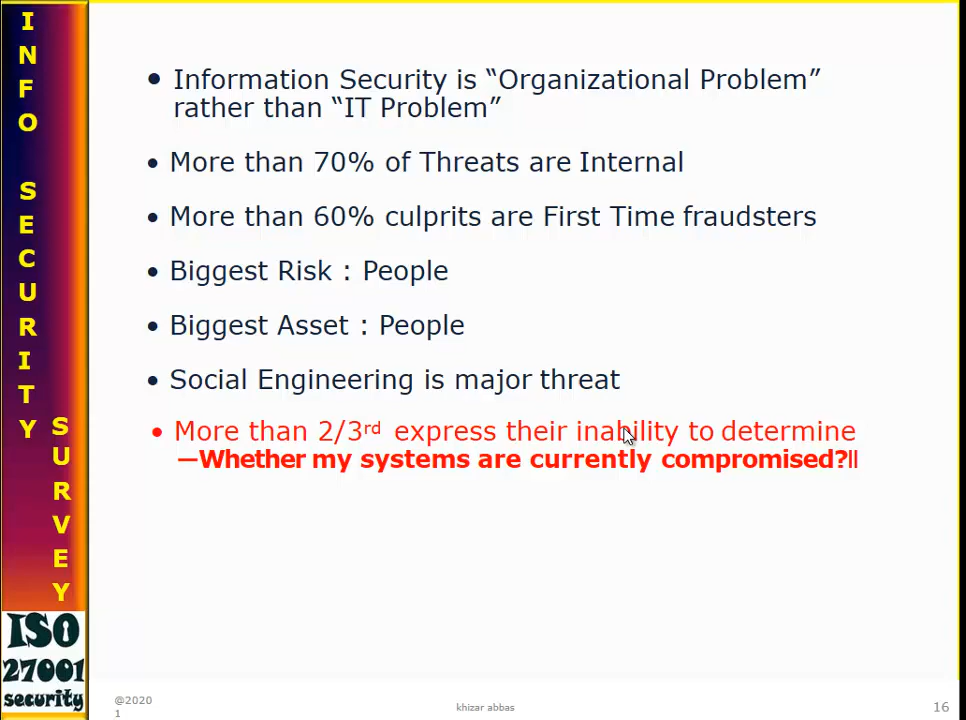 INFO SECURITY
SURVEY
• Information Security is “Organizational Problem”
rather than “IT Problem”
• More than 70% of Threats are Internal
• More than 60% culprits are First Time fraudsters
• Biggest Risk : People
• Biggest Asset : People
• Social Engineering is major threat
• More than 2/3rd express their inability to determine
―Whether my systems are currently compromised?‖
ISO
27001
security
@2020
1
khizar abbas
16